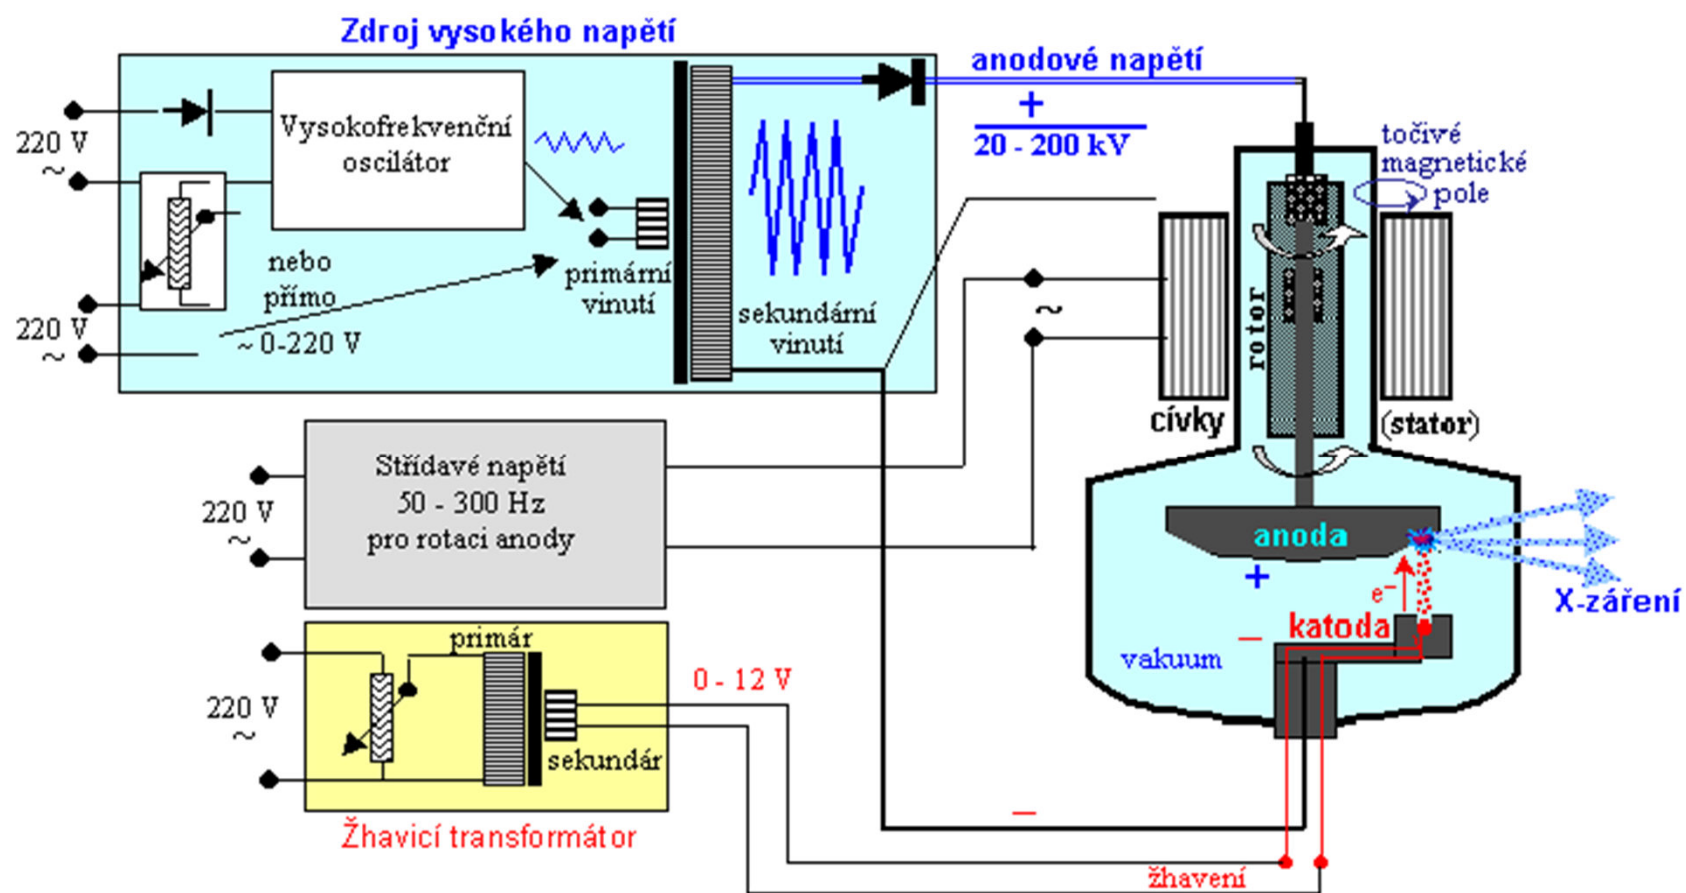 Zdroj vysokého napětí
220 V
~
Vysokofrekvenční
oscilátor
nebo
přímo
~ 0-220 V
220 V
~
primární
vinutí
sekundární
vinutí
anodové napětí
+
20 - 200 kV
točivé
magnetické
pole
rotor
cívky
(stator)
~
Střídavé napětí
50 - 300 Hz
pro rotaci anody
220 V
~
anoda
+
e⁻
X-záření
– katoda
vakuum
primár
220 V
~
sekundár
0 - 12 V
Žhavicí transformátor
–
žhavení